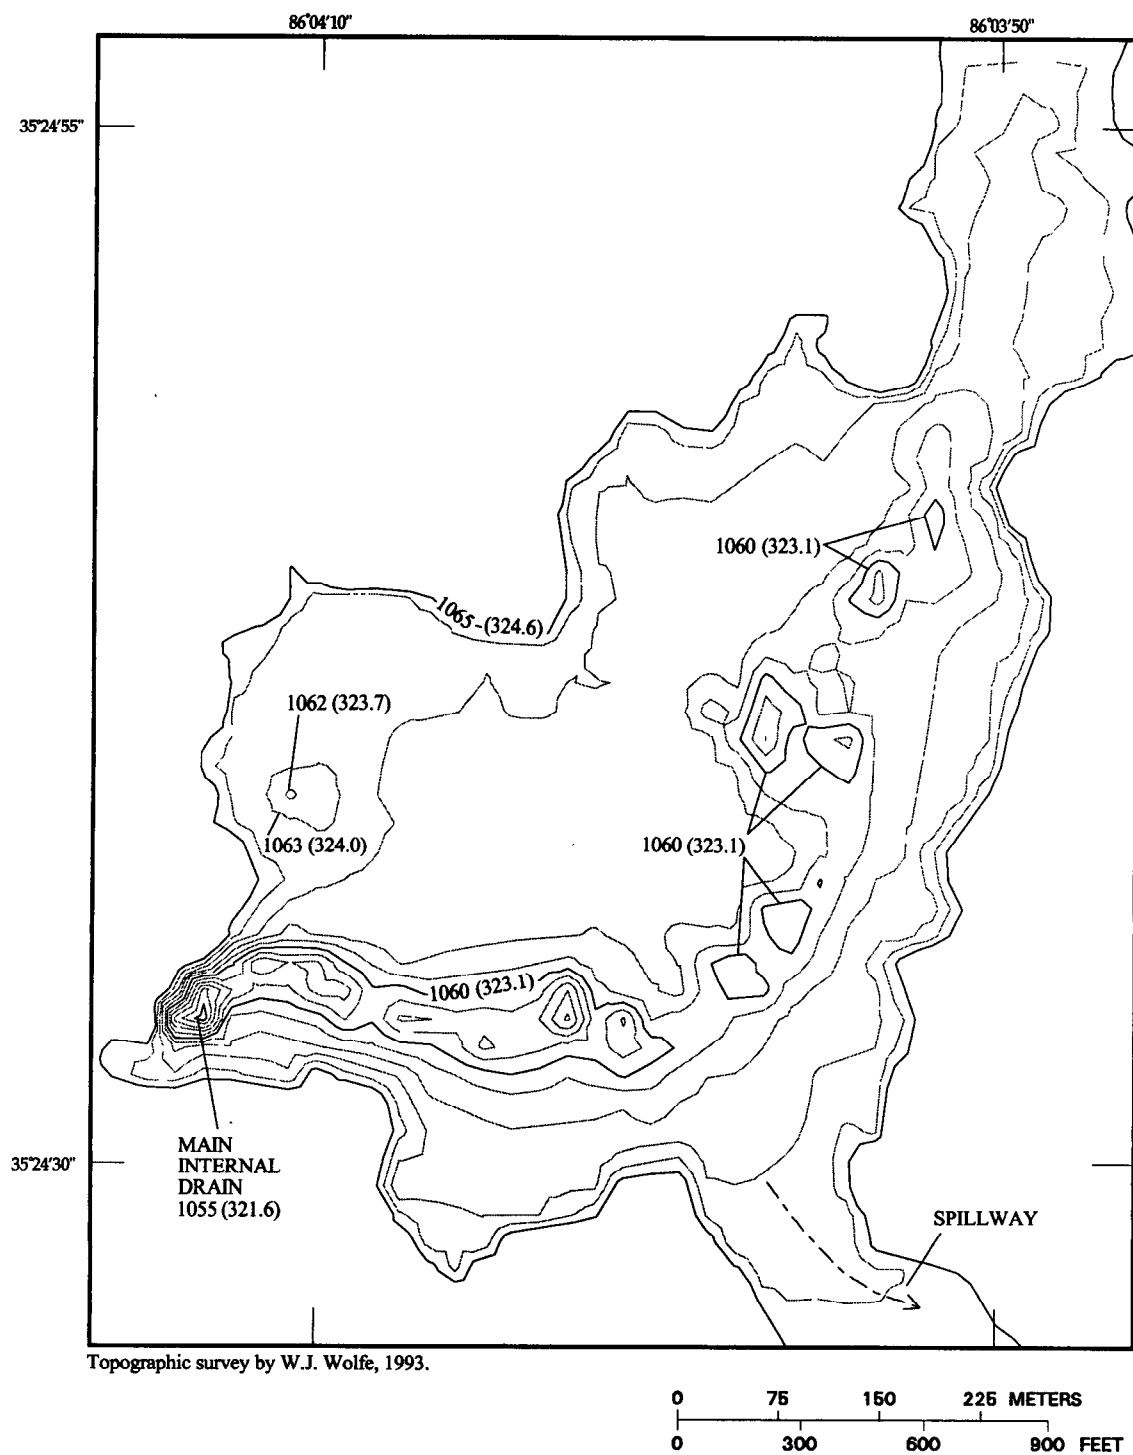 86°04'10"
86°03'50"
35°24'55"
1060 (323.1)
1065-(324.6)
1062 (323.7)
1063 (324.0)
1060 (323.1)
1060 (323.1)
MAIN
INTERNAL
DRAIN
1055 (321.6)
35°24'30"
SPILLWAY
Topographic survey by W.J. Wolfe, 1993.
0 75 150 225 METERS
0 300 600 900 FEET